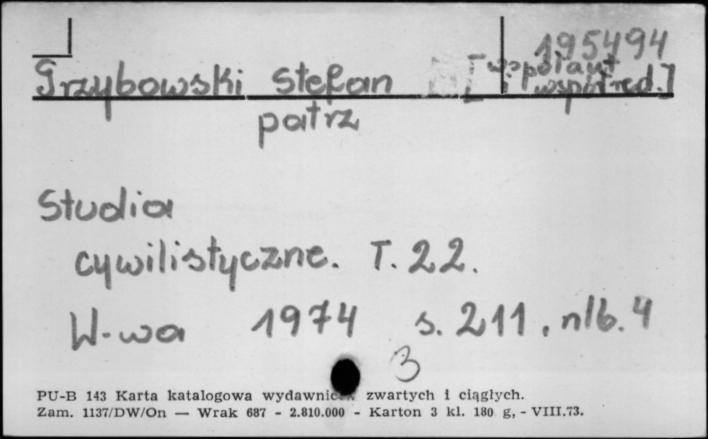 195494
Grzybowski Stefan [współaut.
i współred.]
patrz
Studia
cywilistyczne. T. 22.
W-wa 1974 s. 211, nlb. 4
3
PU-B 143 Karta katalogowa wydawnictw zwartych i ciągłych.
Zam. 1137/DW/On — Wrak 687 - 2.810.000 - Karton 3 kl. 180 g, - VIII.73.